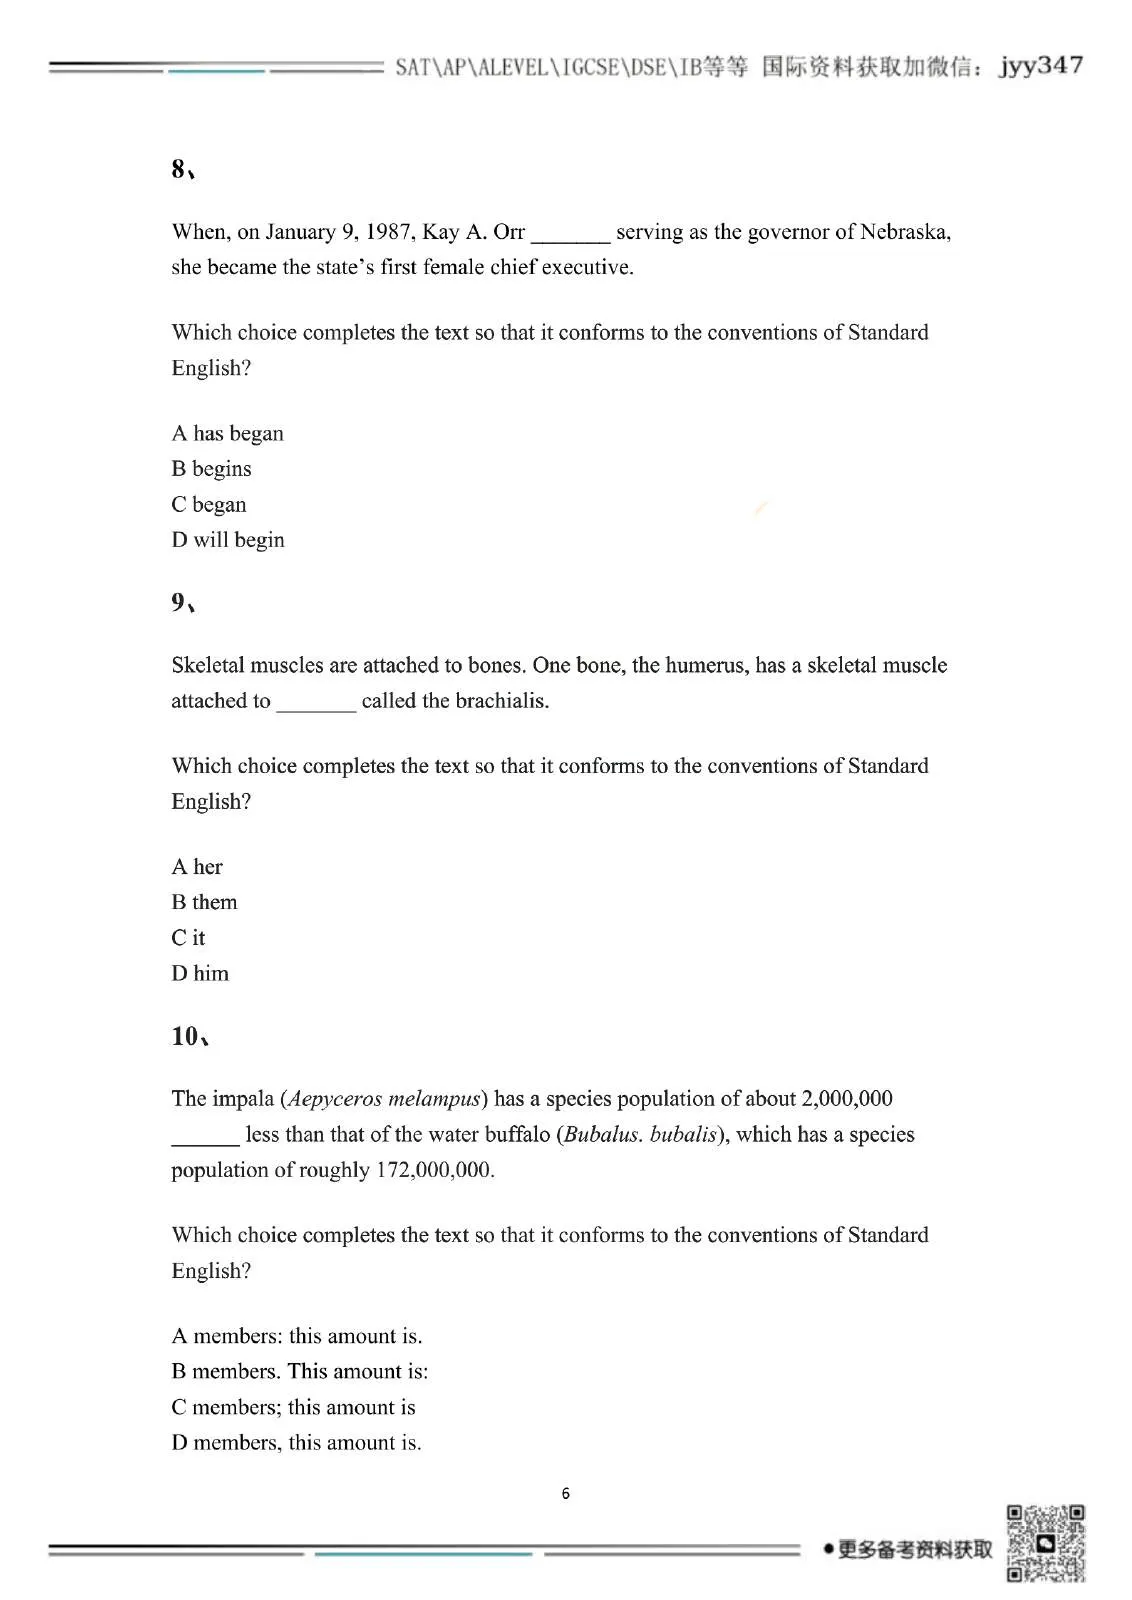 SAT\AP\ALEVEL\IGCSE\DSE\IB等等 国际资料获取加微信：jyy347
8、
When, on January 9, 1987, Kay A. Orr _______ serving as the governor of Nebraska,
she became the state’s first female chief executive.
Which choice completes the text so that it conforms to the conventions of Standard
English?
A has began
B begins
C began
D will begin
9、
Skeletal muscles are attached to bones. One bone, the humerus, has a skeletal muscle
attached to _______ called the brachialis.
Which choice completes the text so that it conforms to the conventions of Standard
English?
A her
B them
C it
D him
10、
The impala (Aepyceros melampus) has a species population of about 2,000,000
______ less than that of the water buffalo (Bubalus. bubalis), which has a species
population of roughly 172,000,000.
Which choice completes the text so that it conforms to the conventions of Standard
English?
A members: this amount is.
B members. This amount is:
C members; this amount is
D members, this amount is.
6
●更多备考资料获取